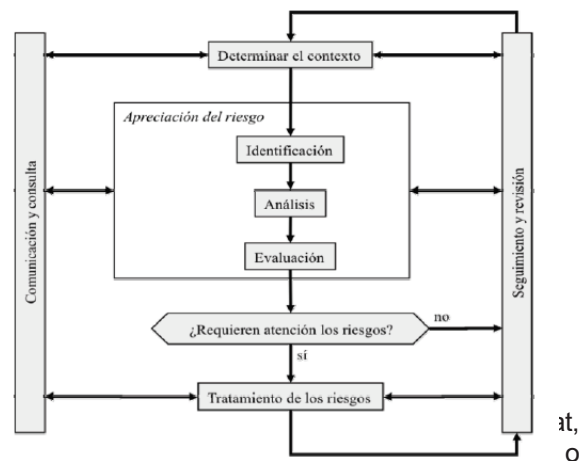 Determinar el contexto
Apreciación del riesgo
Identificación
Análisis
Evaluación
Comunicación y consulta
Seguimiento y revisión
¿Requieren atención los riesgos?
no
sí
Tratamiento de los riesgos
at,
o